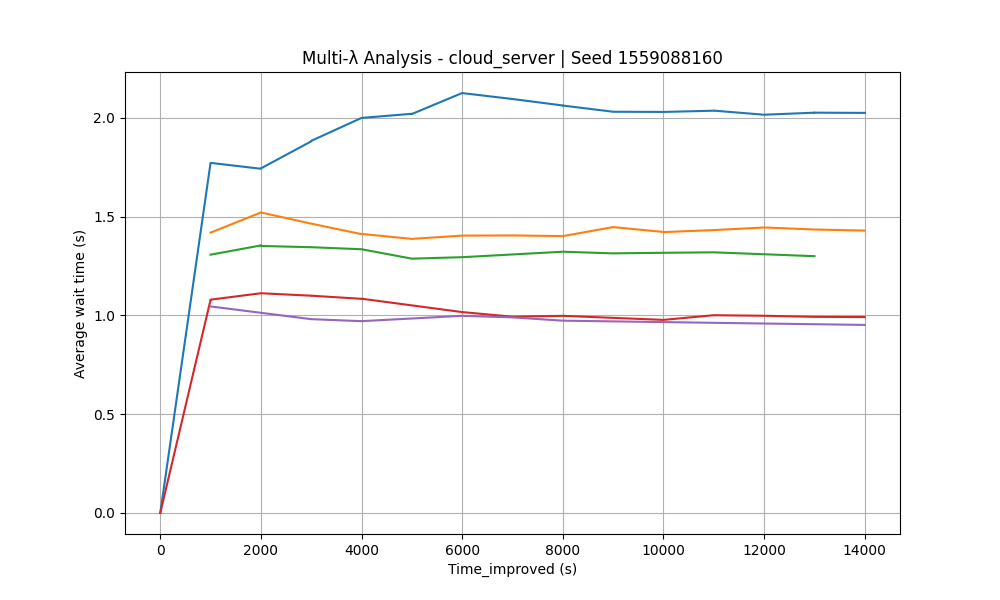 Multi-λ Analysis - cloud_server | Seed 1559088160
Average wait time (s)
2.0
1.5
1.0
0.5
0.0
0 2000 4000 6000 8000 10000 12000 14000
Time_improved (s)